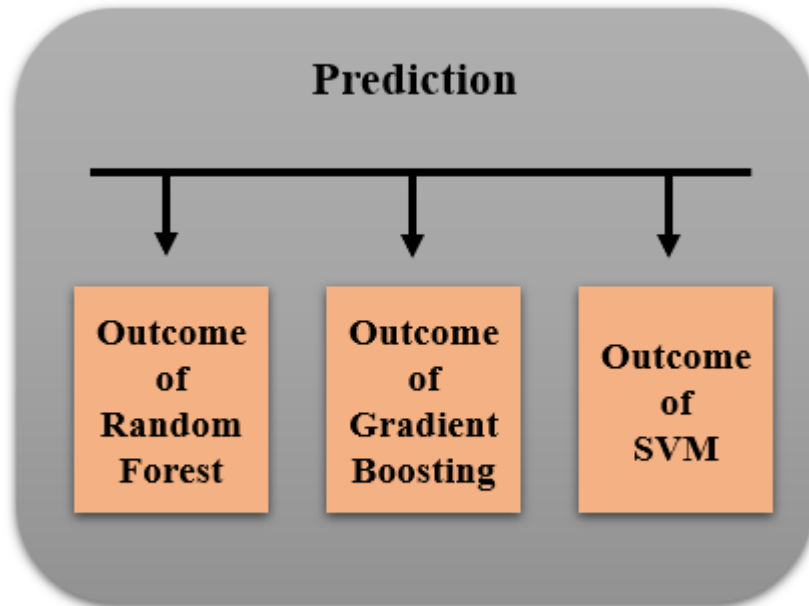 Prediction
Outcome
of
Random
Forest
Outcome
of
Gradient
Boosting
Outcome
of
SVM